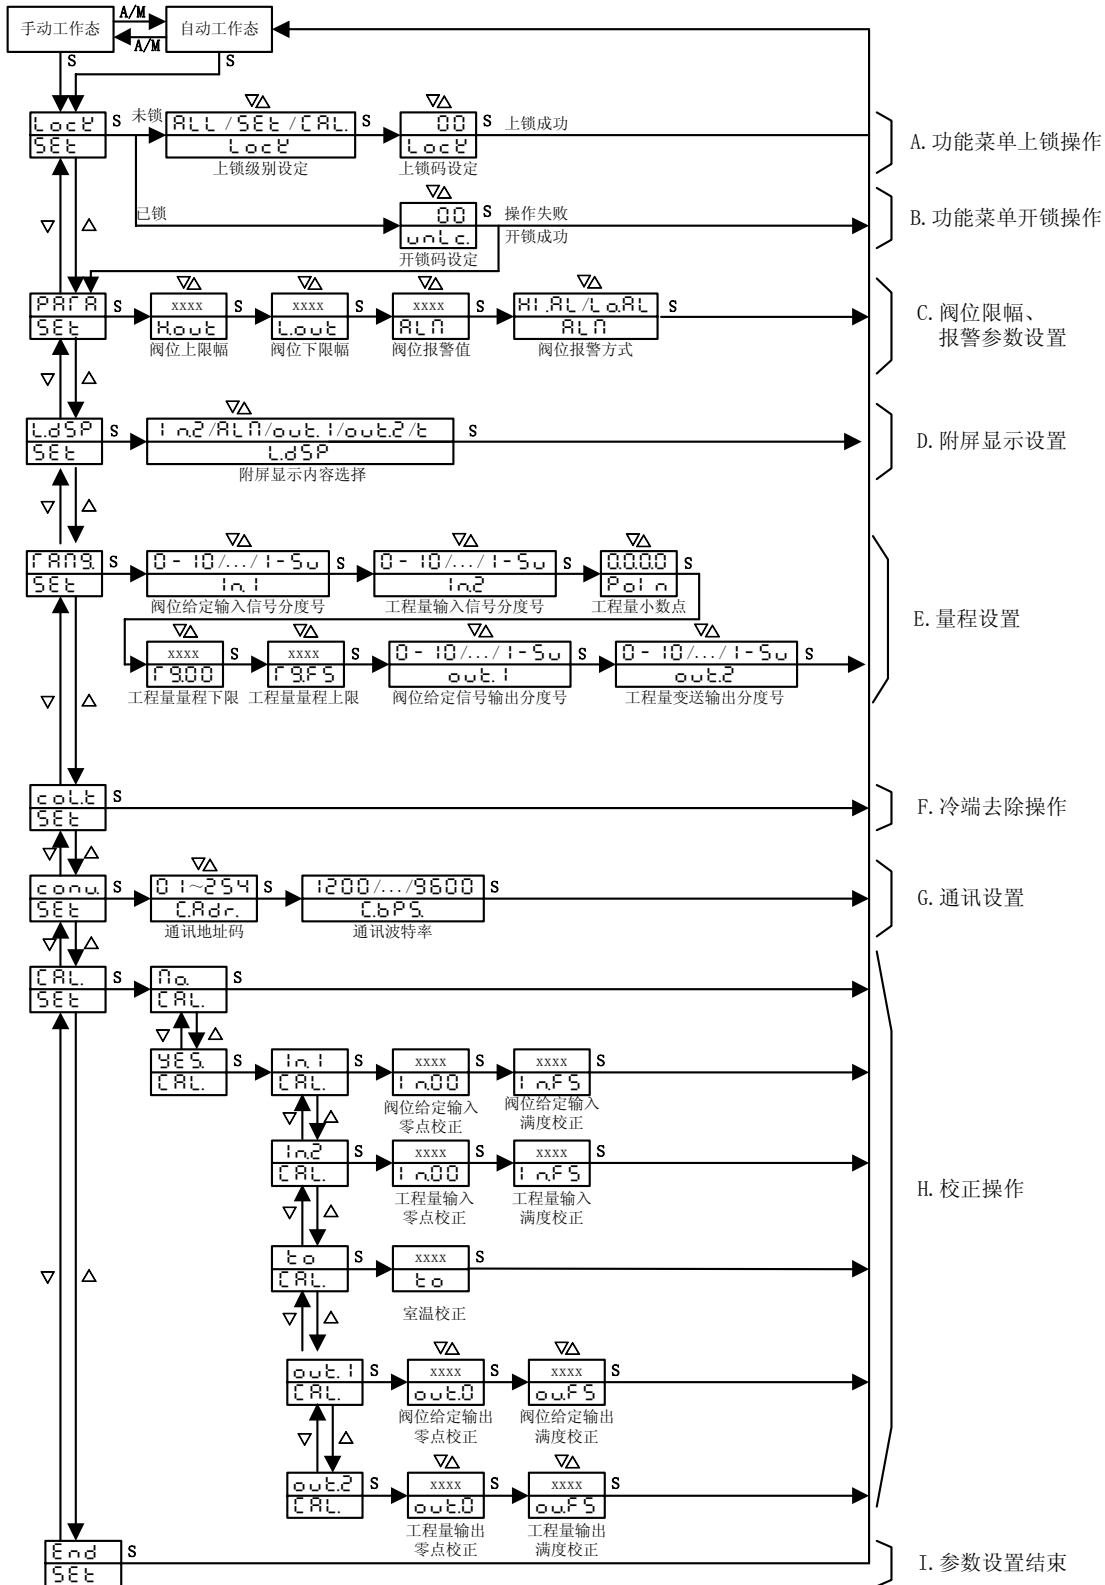 手动工作态 A/M 自动工作态
A/M
S S
LocK S 未锁 ALL/SEt/CAL. S 00 S 上锁成功
SEt LocK LocK
上锁级别设定 上锁码设定
A.功能菜单上锁操作
已锁 00 S 操作失败
unLc. 开锁成功
开锁码设定
B.功能菜单开锁操作
PArA S xxxx S xxxx S xxxx S HI.AL/Lo.AL S
SEt H.out L.out ALM ALM
阀位上限幅 阀位下限幅 阀位报警值 阀位报警方式
C.阀位限幅、
报警参数设置
L.dSP S In.2/ALM/out.1/out.2/t S
SEt L.dSP
附屏显示内容选择
D.附屏显示设置
rAng. S 0-10/.../1-5v S 0-10/.../1-5v S 0.0.0.0 S
SEt In.1 In.2 PoIn
阀位给定输入信号分度号 工程量输入信号分度号 工程量小数点
xxxx S xxxx S 0-10/.../1-5v S 0-10/.../1-5v S
rg.00 rg.FS out.1 out.2
工程量量程下限 工程量量程上限 阀位给定信号输出分度号 工程量变送输出分度号
E.量程设置
coL.t S
SEt
F.冷端去除操作
conu. S 01~254 S 1200/.../9600 S
SEt C.Adr. C.bPS.
通讯地址码 通讯波特率
G.通讯设置
CAL. S No. S
SEt CAL.
YES. S In.1 S xxxx S xxxx S
CAL. CAL. In.00 In.FS
阀位给定输入 阀位给定输入
零点校正 满度校正
In.2 S xxxx S xxxx S
CAL. In.00 In.FS
工程量输入 工程量输入
零点校正 满度校正
H.校正操作
to S xxxx S
CAL. to
室温校正
out.1 S xxxx S xxxx S
CAL. out.0 ou.FS
阀位给定输出 阀位给定输出
零点校正 满度校正
out.2 S xxxx S xxxx S
CAL. out.0 ou.FS
工程量输出 工程量输出
零点校正 满度校正
End S
SEt
I.参数设置结束